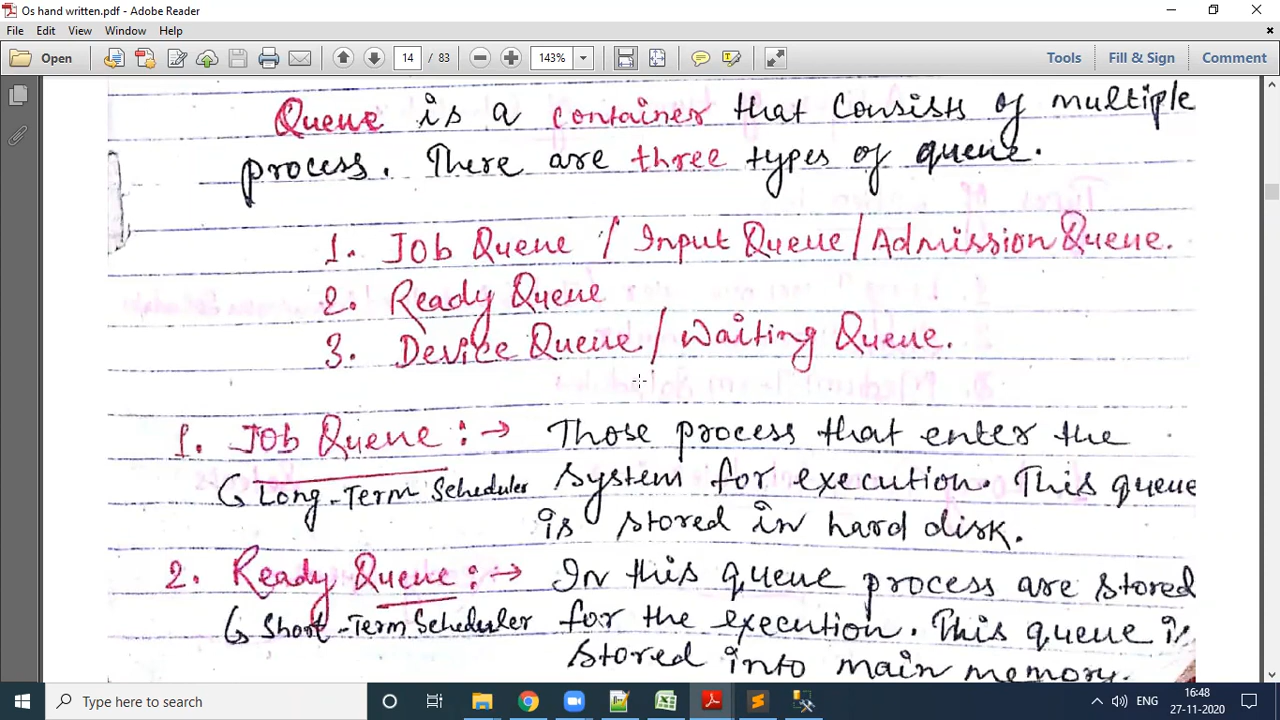 Os hand written.pdf - Adobe Reader
File Edit View Window Help
Open 14 / 83 143% Tools Fill & Sign Comment
Queue is a container that consists of multiple
process. There are three types of queue.
1. Job Queue / Input Queue / Admission Queue.
2. Ready Queue
3. Device Queue / Waiting Queue.
1. Job Queue :→ Those process that enter the
↳ Long-Term Scheduler system for execution. This queue
is stored in hard disk.
2. Ready Queue :→ In this queue process are stored
↳ Short-Term Scheduler for the execution. This queue is
stored into main memory.
Type here to search
ENG 16:48
27-11-2020